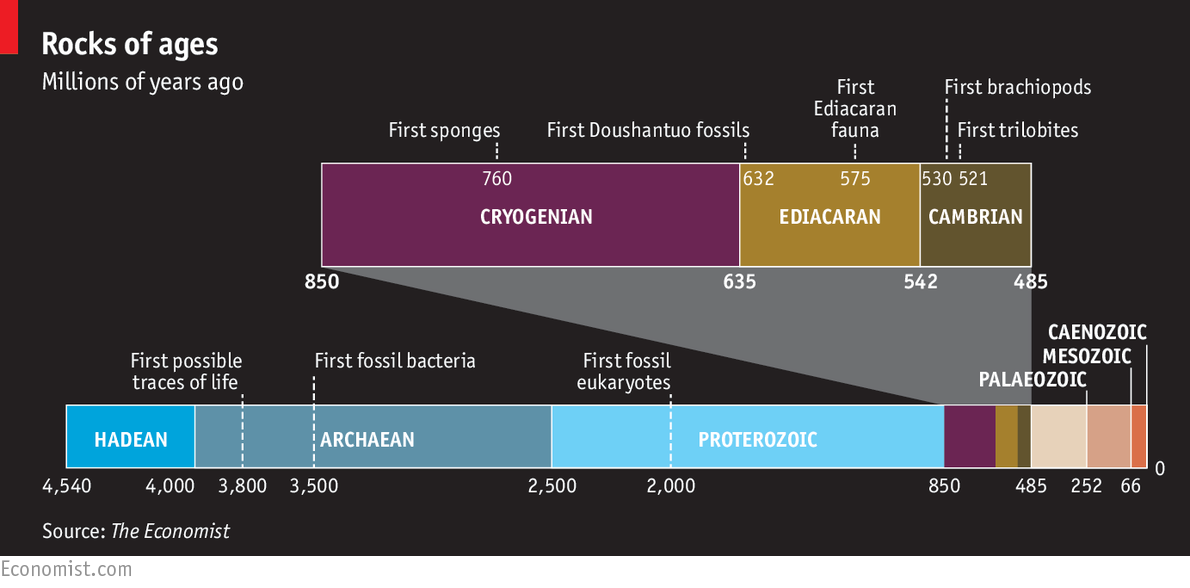 Rocks of ages
Millions of years ago
First brachiopods
First
Ediacaran
fauna
First sponges
First Doushantuo fossils
First trilobites
760
632
575
530
521
CRYOGENIAN
EDIACARAN
CAMBRIAN
850
635
542
485
CAENOZOIC
MESOZOIC
PALAEOZOIC
First possible
traces of life
First fossil bacteria
First fossil
eukaryotes
HADEAN
ARCHAEAN
PROTEROZOIC
4,540
4,000
3,800
3,500
2,500
2,000
850
485
252
66
0
Source: The Economist
Economist.com